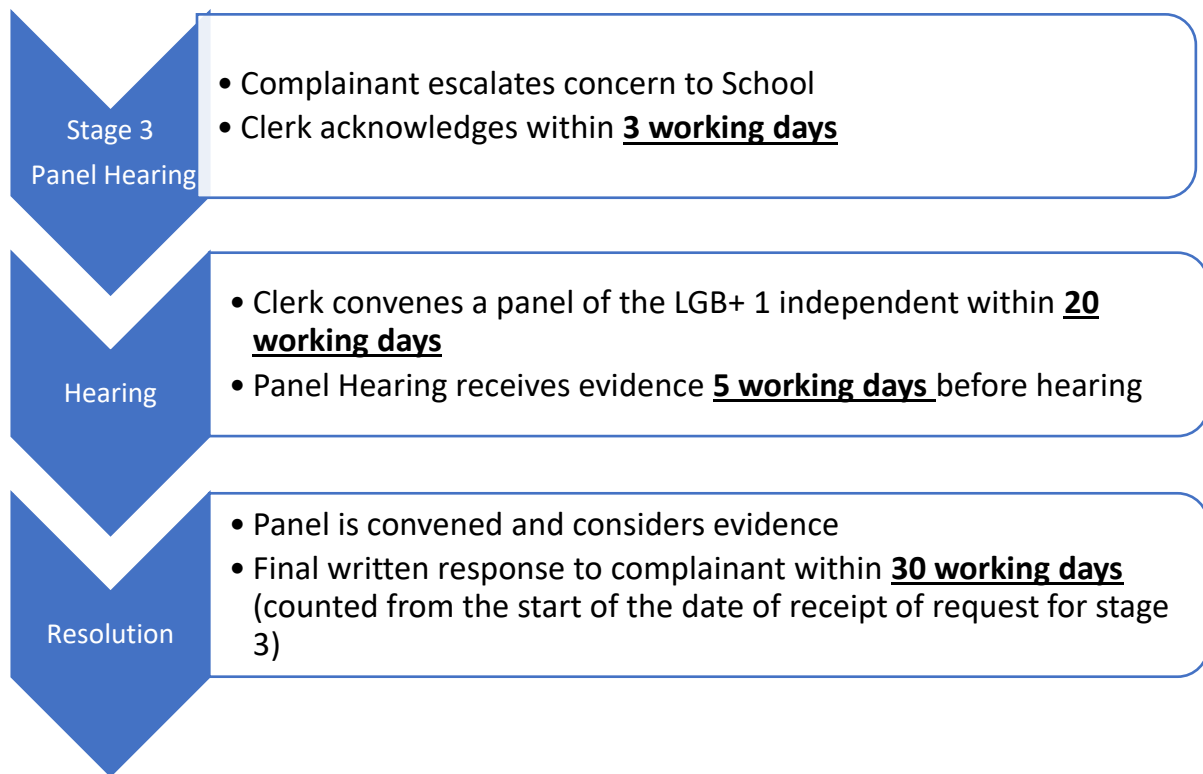 Stage 3
Panel Hearing
• Complainant escalates concern to School
• Clerk acknowledges within 3 working days
Hearing
• Clerk convenes a panel of the LGB+ 1 independent within 20
working days
• Panel Hearing receives evidence 5 working days before hearing
Resolution
• Panel is convened and considers evidence
• Final written response to complainant within 30 working days
(counted from the start of the date of receipt of request for stage
3)